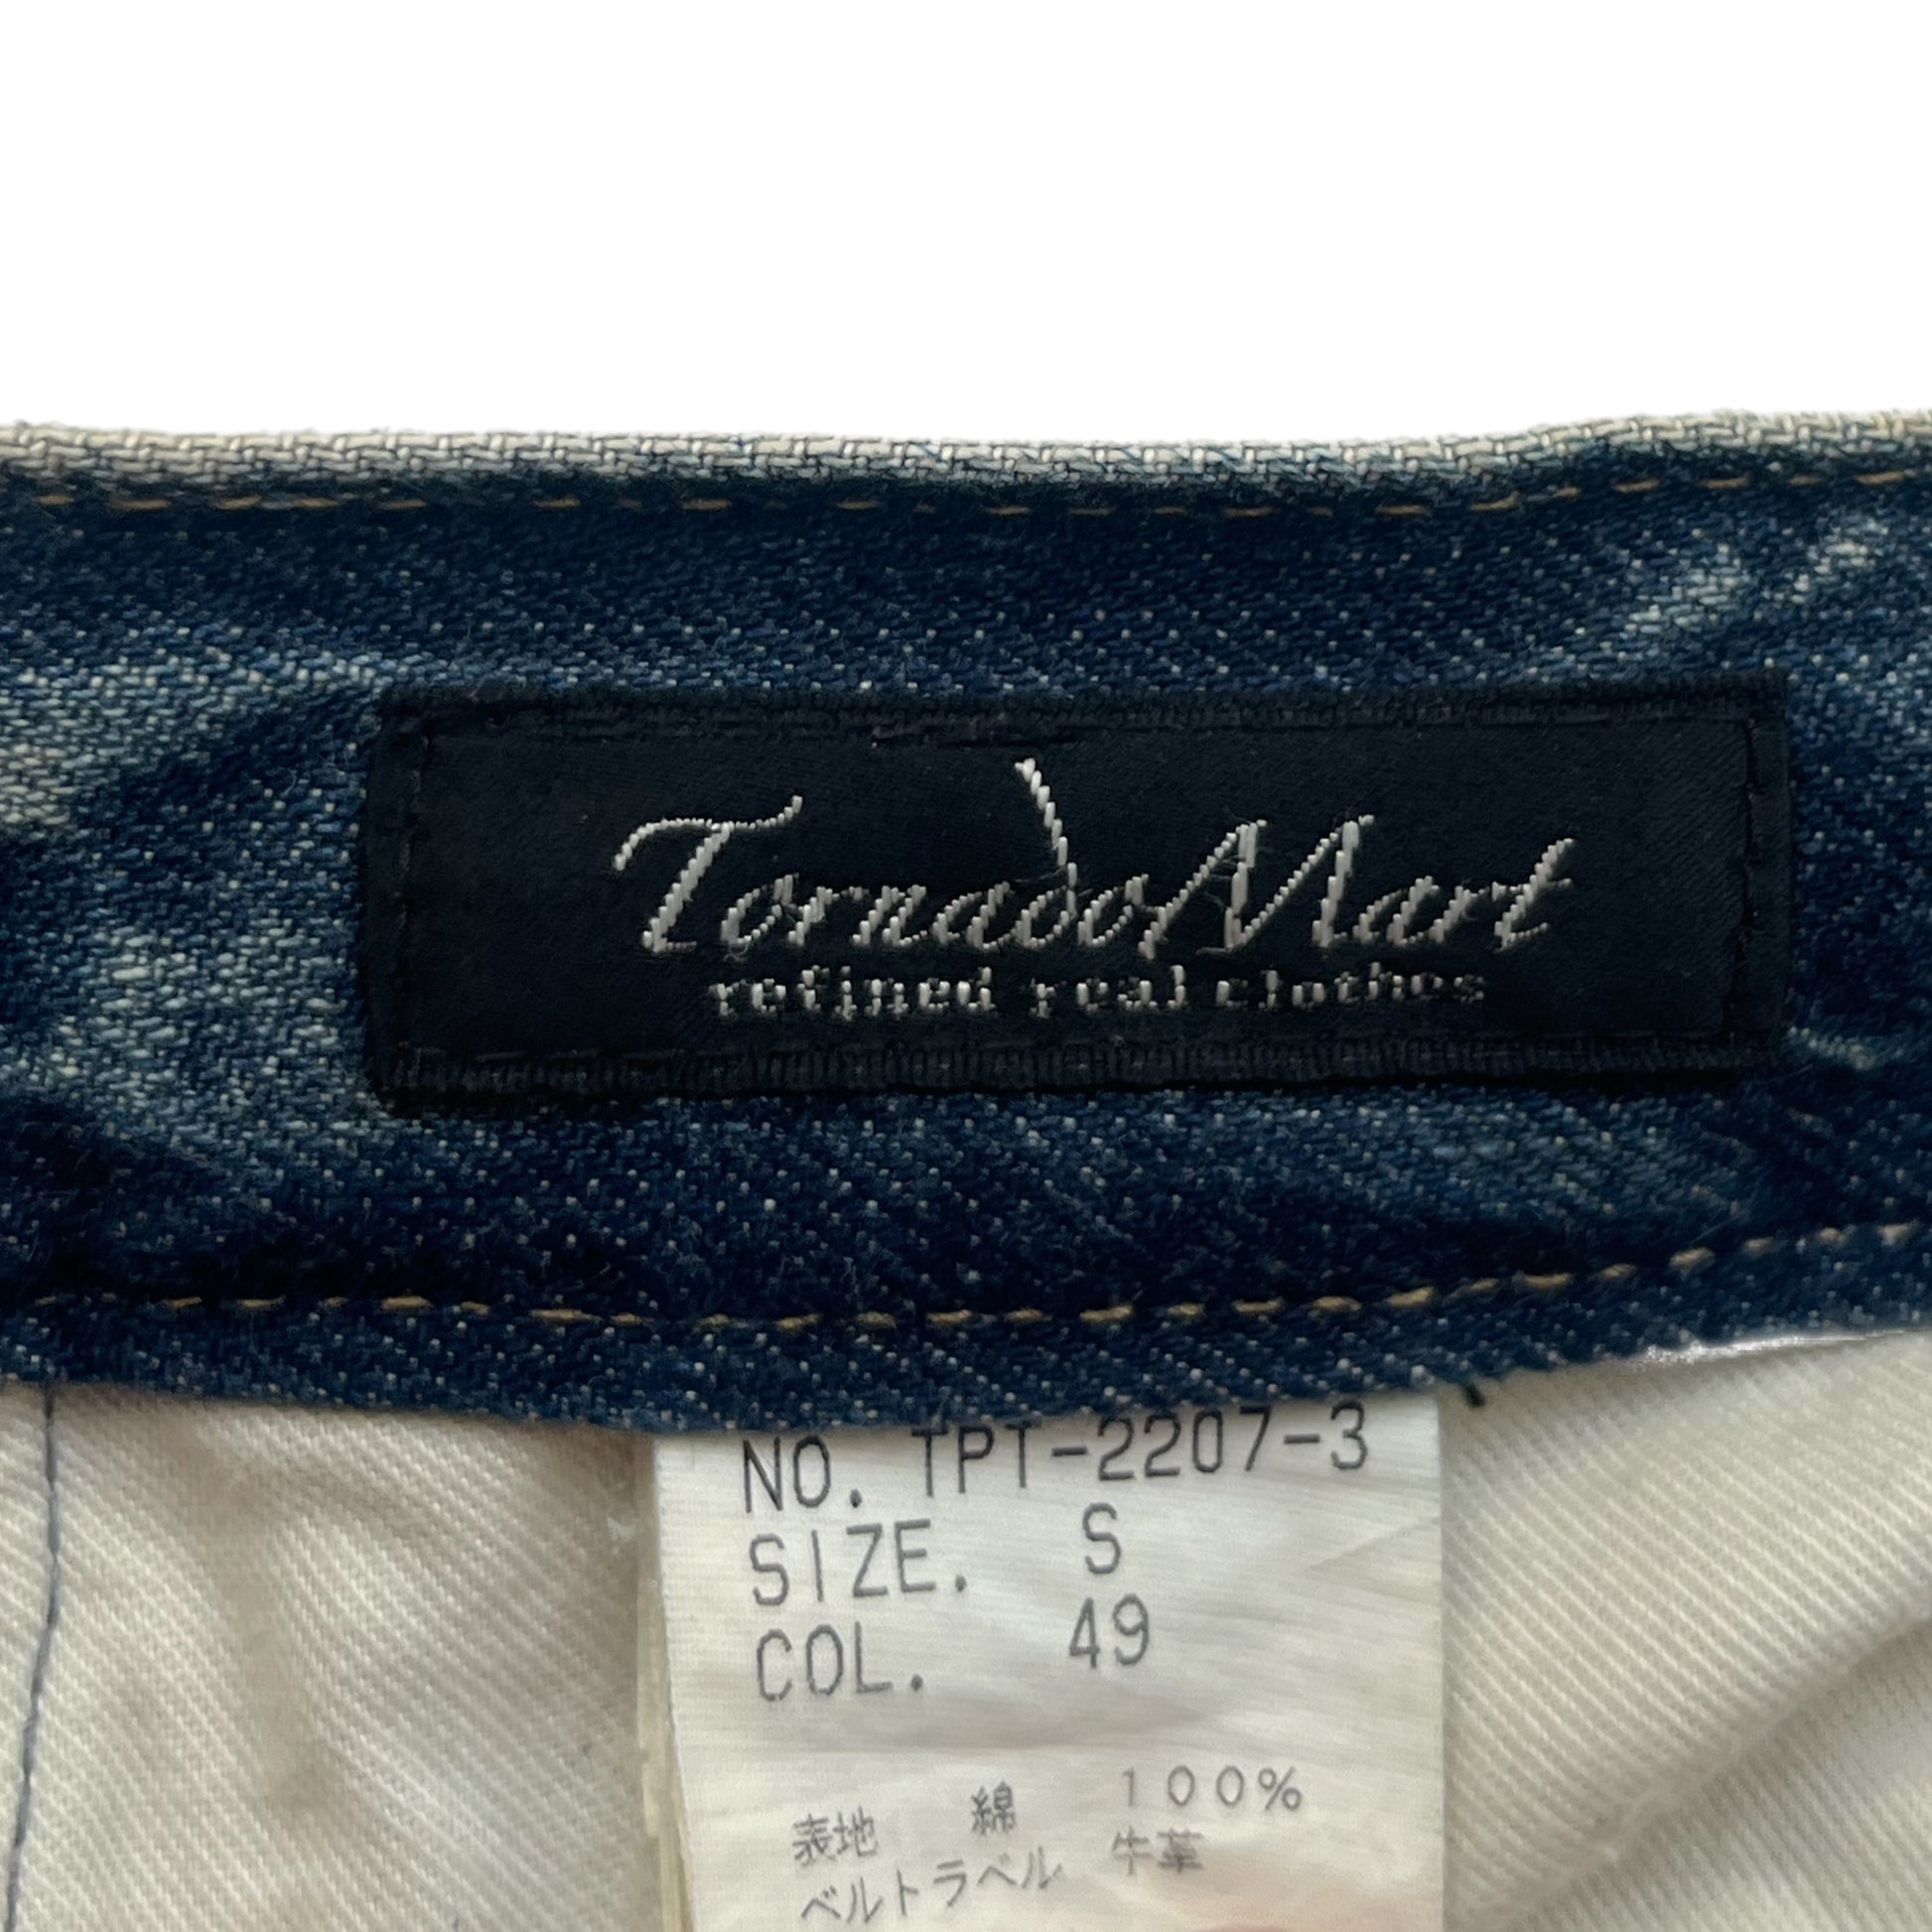 TornadoMart
refined real clothes
NO. TPT-2207-3
SIZE. S
COL. 49
表地 綿 100%
ベルトラベル 牛革